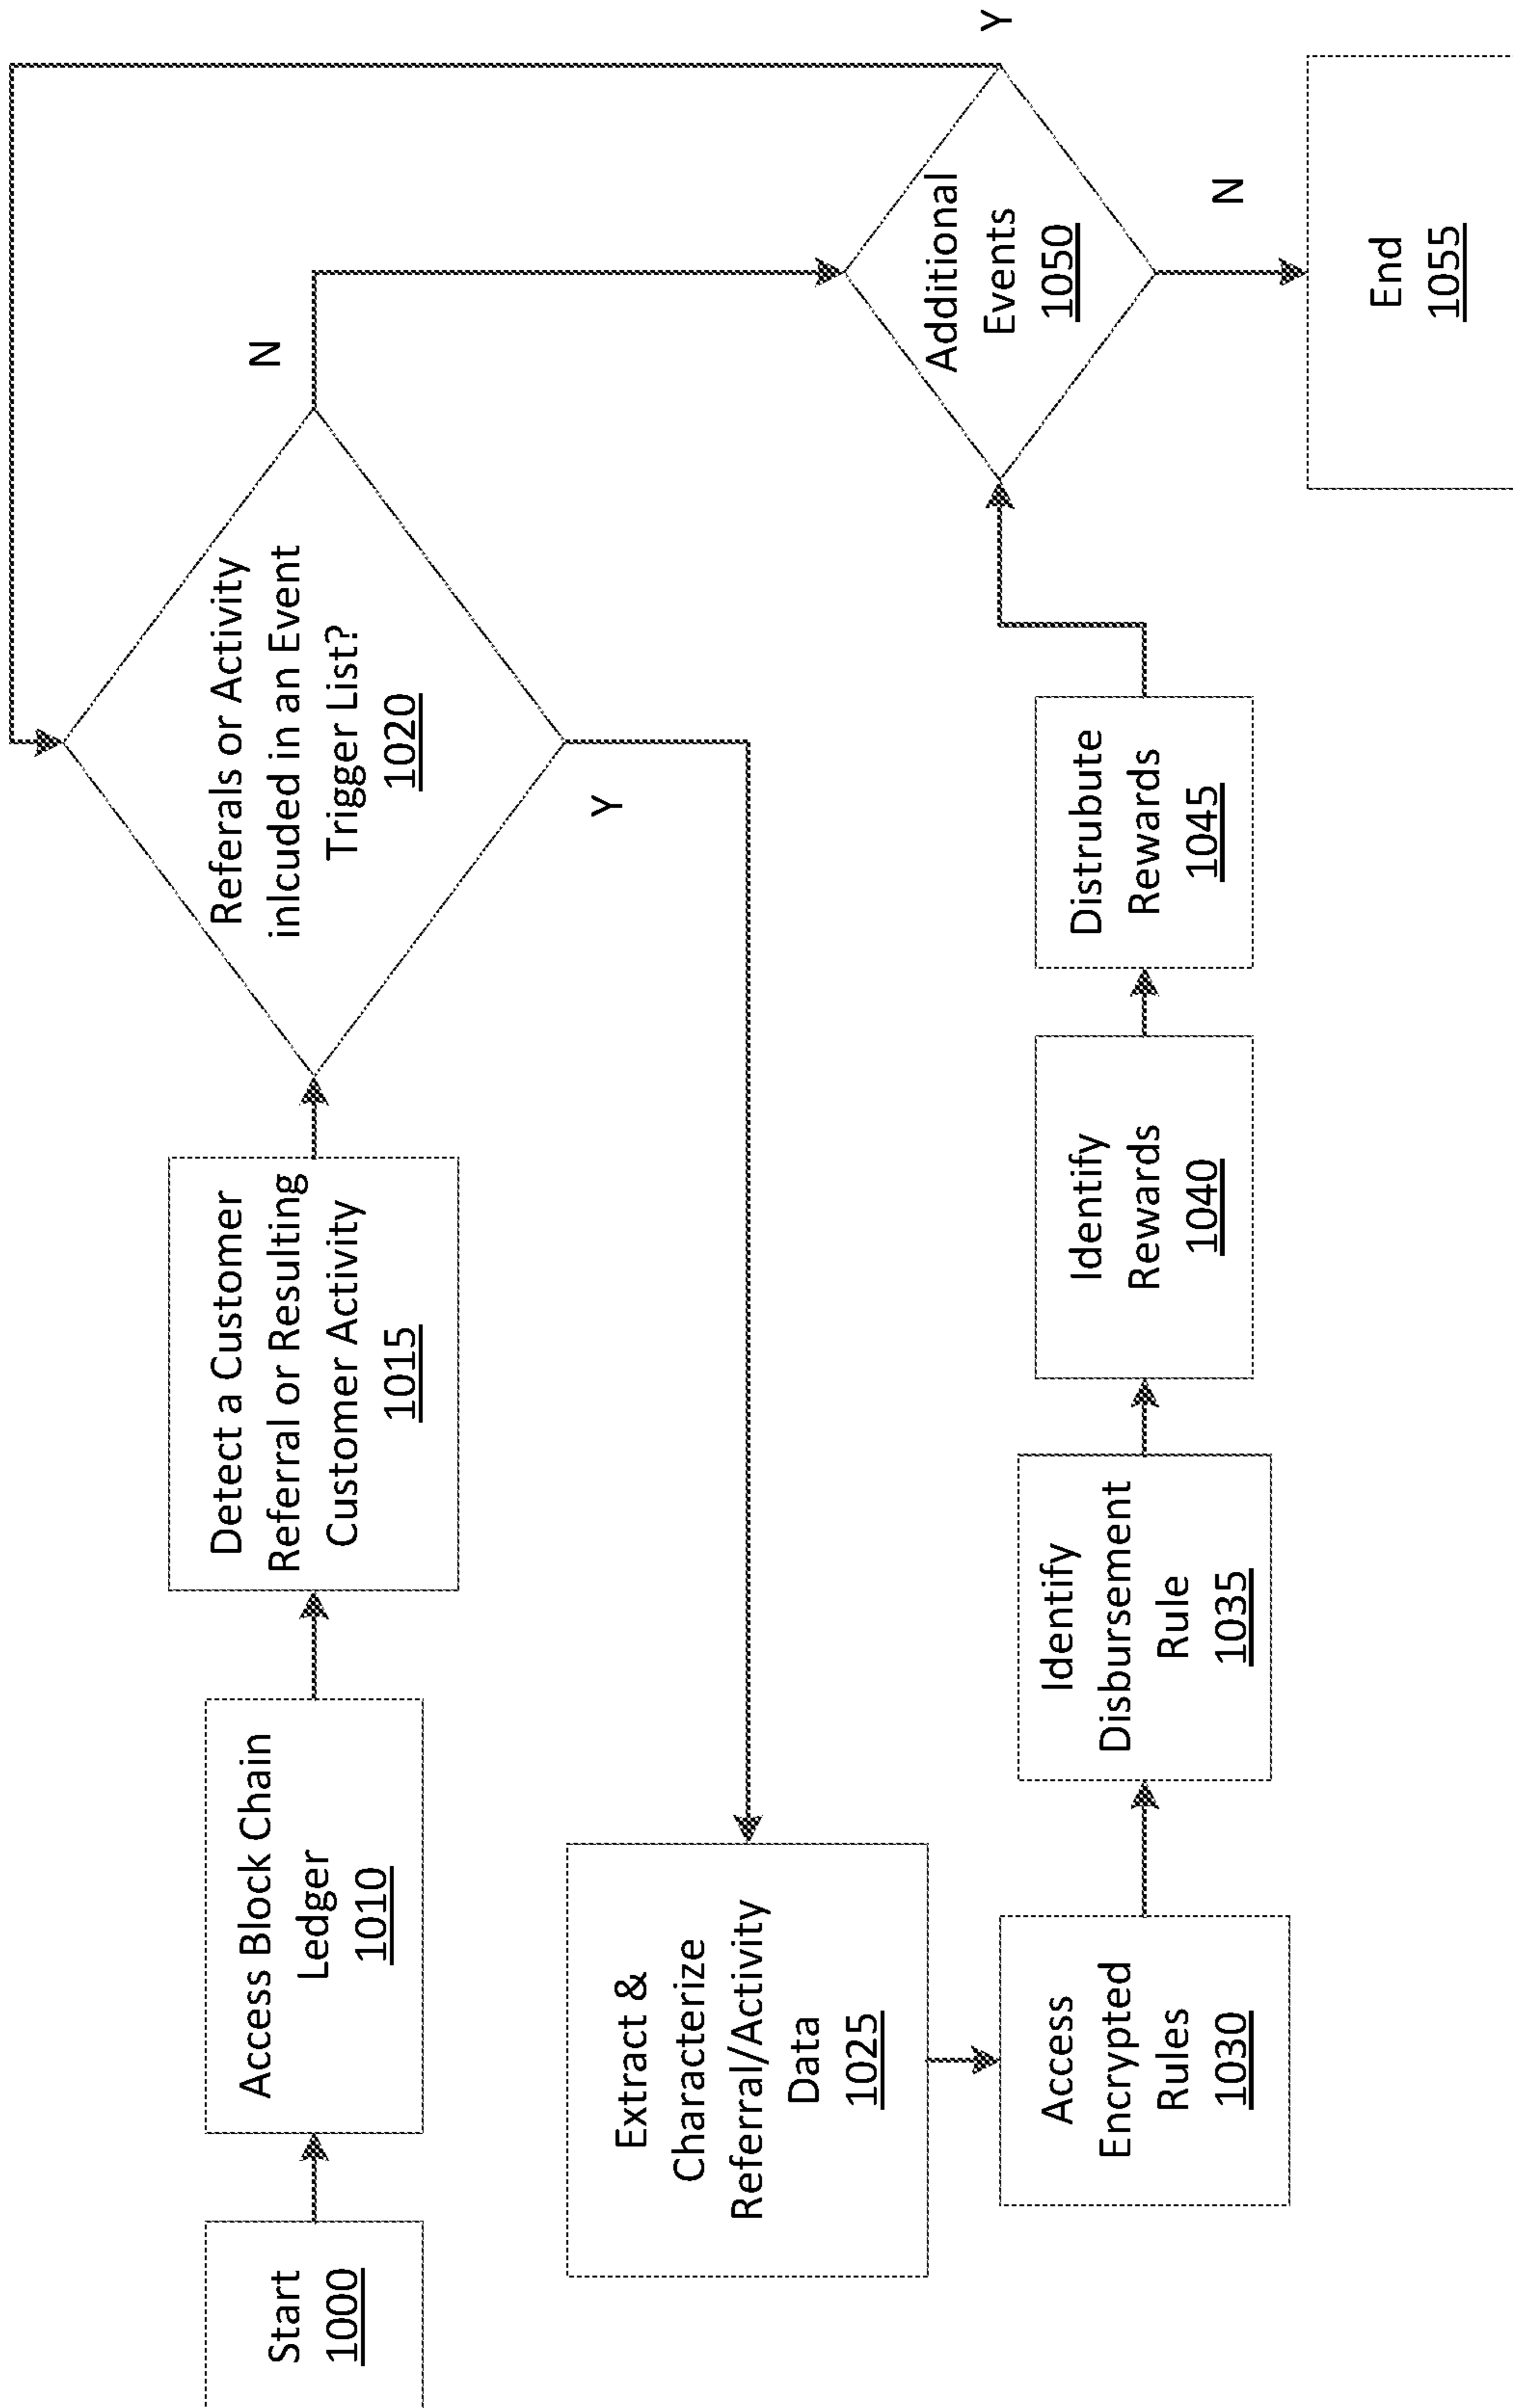 Start
1000
Access Block Chain
Ledger
1010
Detect a Customer
Referral or Resulting
Customer Activity
1015
Referrals or Activity
inlcuded in an Event
Trigger List?
1020
N
Y
Extract &
Characterize
Referral/Activity
Data
1025
Access
Encrypted
Rules
1030
Identify
Disbursement
Rule
1035
Identify
Rewards
1040
Distrubute
Rewards
1045
Additional
Events
1050
Y
N
End
1055